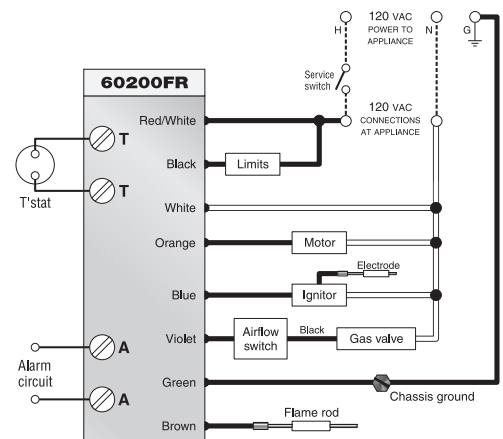 120 VAC
POWER TO
APPLIANCE
H
N
G
Service
switch
60200FR
120 VAC
CONNECTIONS
AT APPLIANCE
Red/White
T
Black
Limits
T
T'stat
White
Orange
Motor
Electrode
Blue
Ignitor
Violet
Airflow
switch
Black
Gas valve
A
Alarm
circuit
Green
Chassis ground
A
Brown
Flame rod